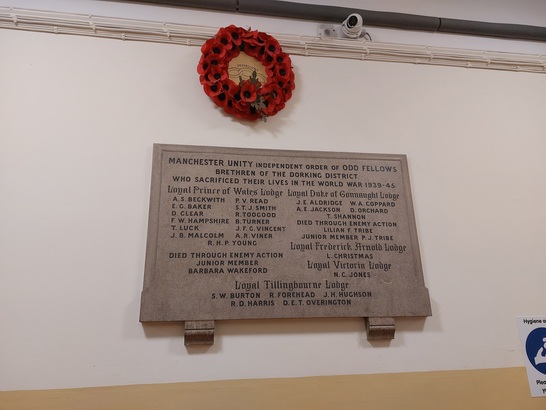 MANCHESTER UNITY INDEPENDENT ORDER OF ODD FELLOWS
BRETHREN OF THE DORKING DISTRICT
WHO SACRIFICED THEIR LIVES IN THE WORLD WAR 1939-45
Loyal Prince of Wales Lodge
A.S. BECKWITH P.V. READ
E.G. BAKER S.T.J. SMITH
D. CLEAR R. TOOGOOD
F.W. HAMPSHIRE B. TURNER
T. LUCK J.F.G. VINCENT
J.B. MALCOLM A.R. VINER
R.H.P. YOUNG
DIED THROUGH ENEMY ACTION
JUNIOR MEMBER
BARBARA WAKEFORD
Loyal Duke of Connaught Lodge
J.E. ALDRIDGE W.A. COPPARD
A.E. JACKSON D. ORCHARD
T. SHANNON
DIED THROUGH ENEMY ACTION
LILIAN F. TRIBE
JUNIOR MEMBER P.J. TRIBE
Loyal Frederick Arnold Lodge
L. CHRISTMAS
Loyal Victoria Lodge
N.C. JONES
Loyal Tillingbourne Lodge
S.W. BURTON R. FOREHEAD J.H. HUGHSON
R.D. HARRIS D.E.T. OVERINGTON
Hygiene